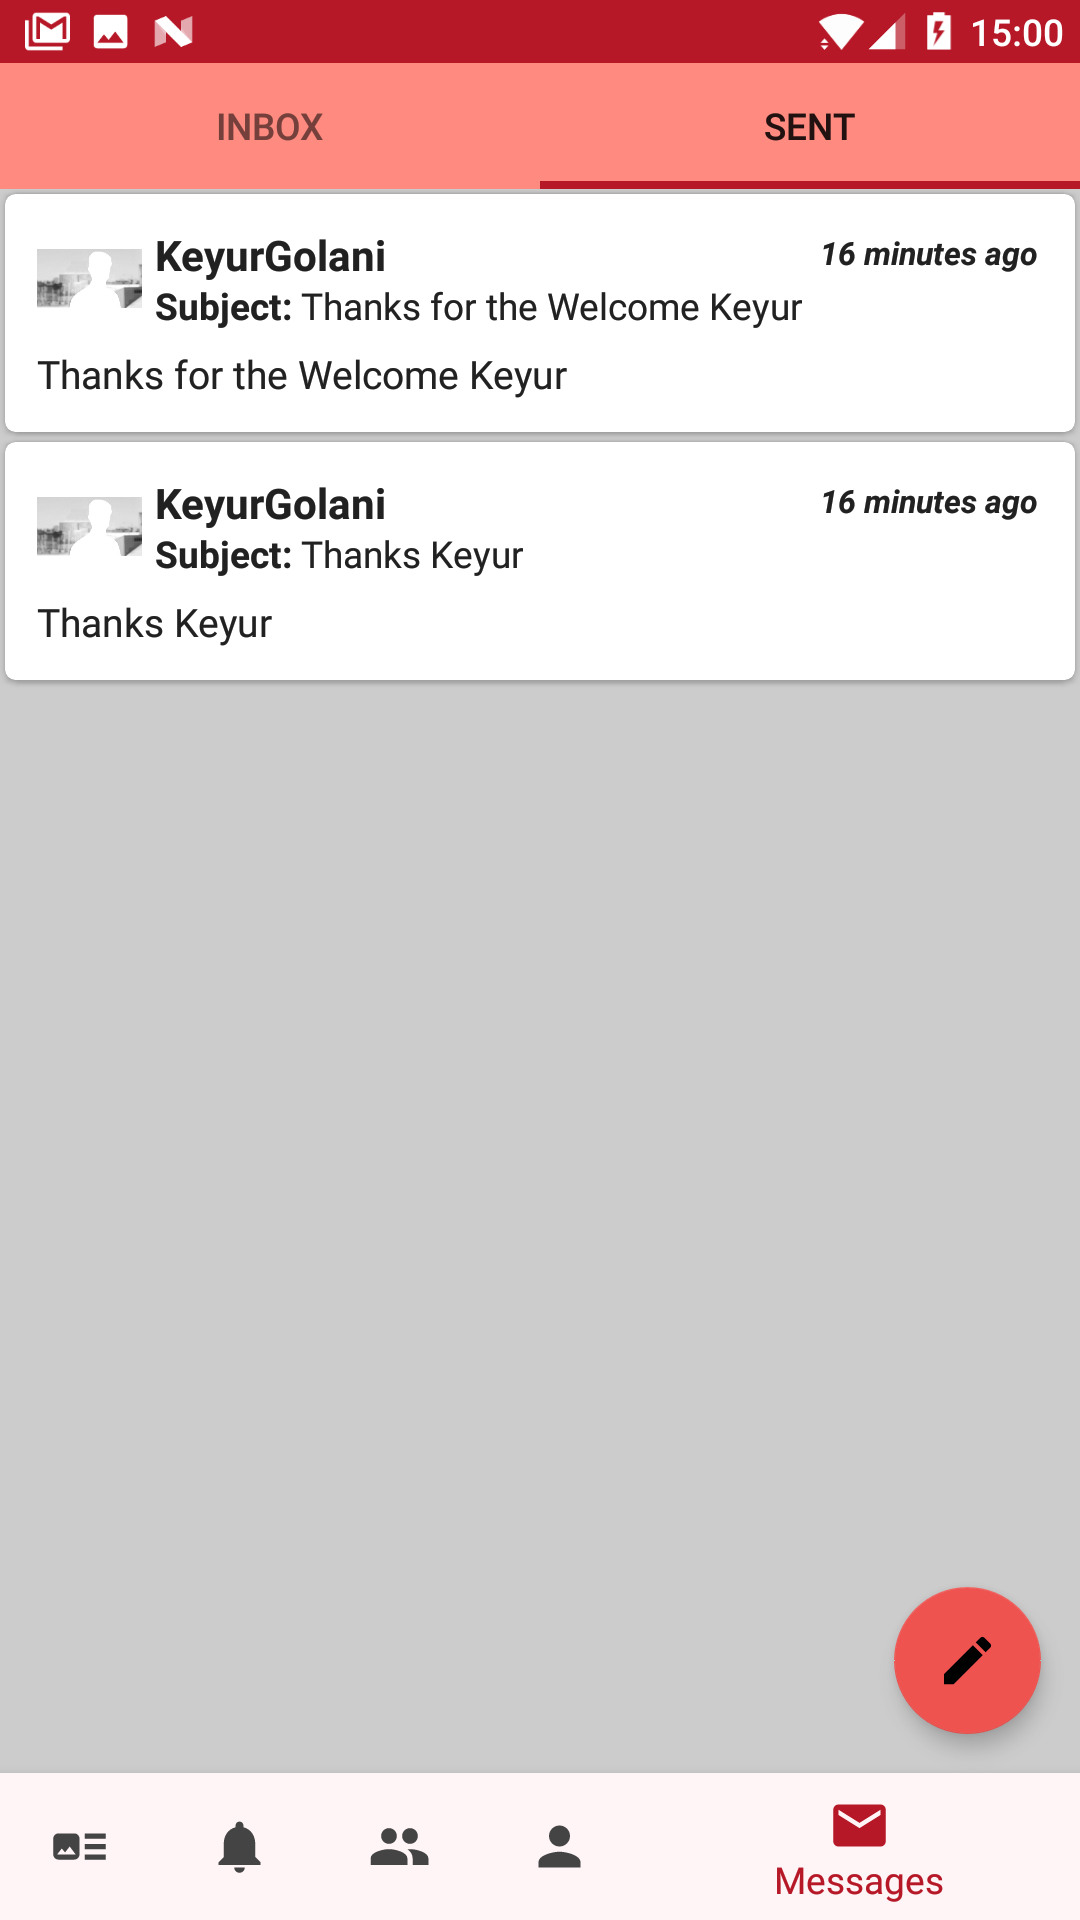 15:00
INBOX
SENT
KeyurGolani
16 minutes ago
Subject: Thanks for the Welcome Keyur
Thanks for the Welcome Keyur
KeyurGolani
16 minutes ago
Subject: Thanks Keyur
Thanks Keyur
Messages